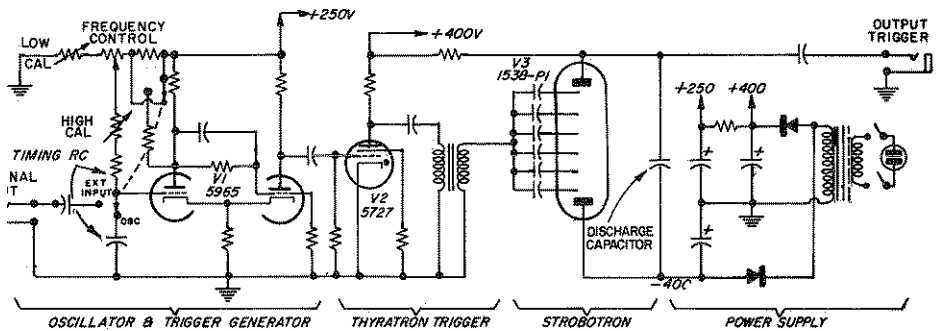 +250V
FREQUENCY
CONTROL
LOW
CAL
+400V
OUTPUT
TRIGGER
V3
1538-P1
+250
+400
HIGH
CAL
TIMING RC
EXT
INPUT
V1
5965
V2
5727
OSC
DISCHARGE
CAPACITOR
-400
OSCILLATOR & TRIGGER GENERATOR
THYRATRON TRIGGER
STROBOTRON
POWER SUPPLY